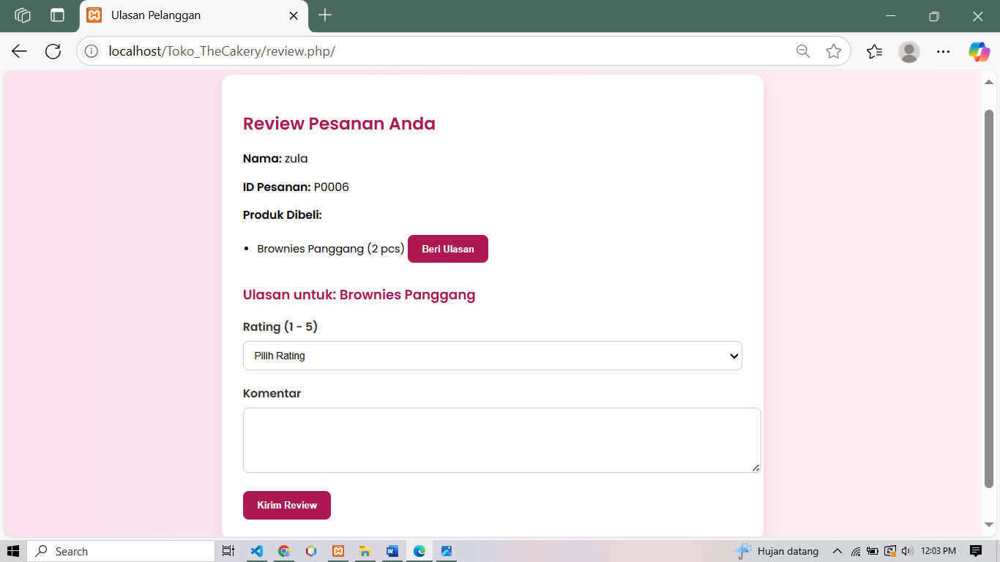 Ulasan Pelanggan
localhost/Toko_TheCakery/review.php/
Review Pesanan Anda
Nama: zula
ID Pesanan: P0006
Produk Dibeli:
• Brownies Panggang (2 pcs) Beri Ulasan
Ulasan untuk: Brownies Panggang
Rating (1 - 5)
Pilih Rating
Komentar
Kirim Review
Search
Hujan datang
12:03 PM